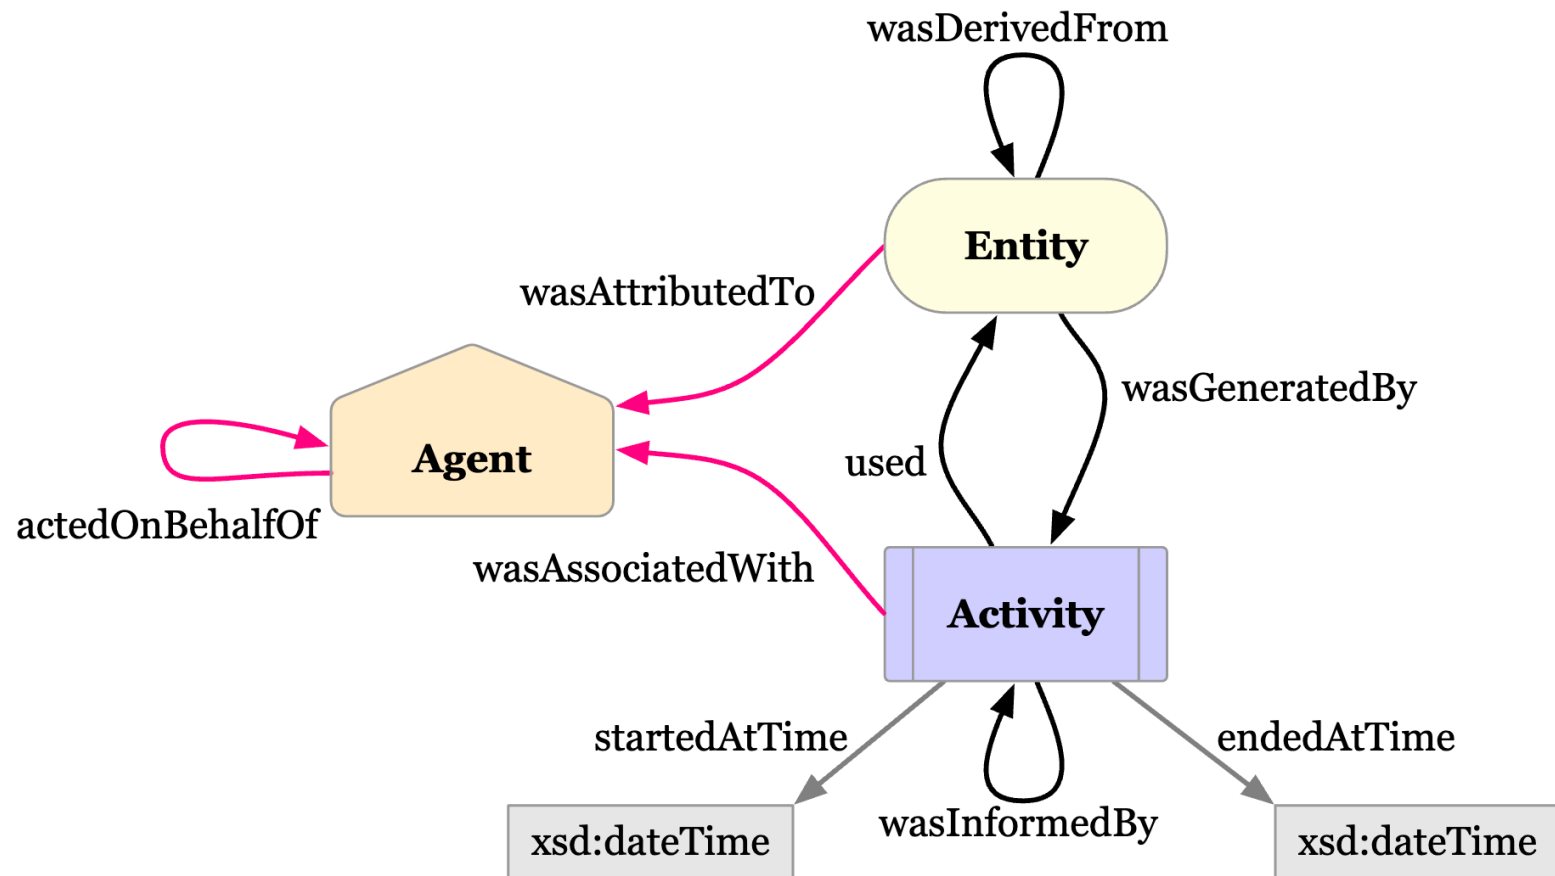 wasDerivedFrom
Entity
wasAttributedTo
wasGeneratedBy
Agent
used
actedOnBehalfOf
wasAssociatedWith
Activity
startedAtTime
endedAtTime
wasInformedBy
xsd:dateTime
xsd:dateTime